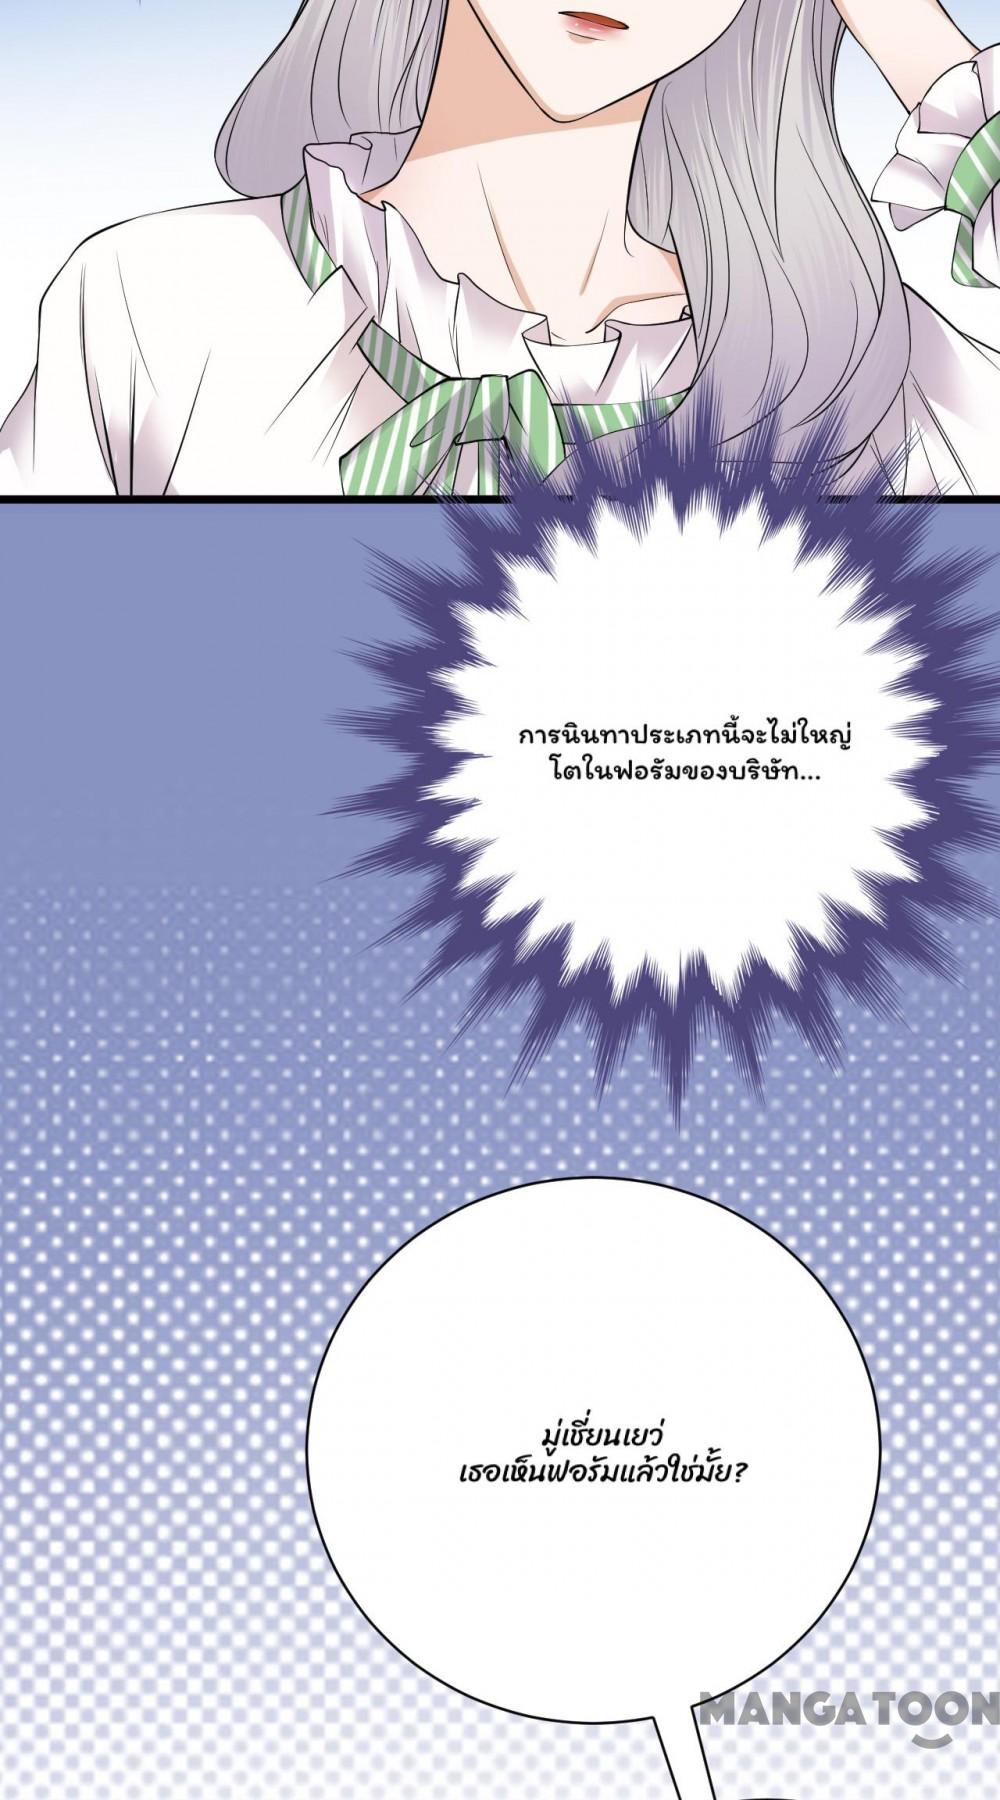 การนินทาประเภทนี้จะไม่ใหญ่
โตในฟอรัมของบริษัท...
มู่เชี่ยนเยว่
เธอเห็นฟอรัมแล้วใช่มั้ย?
MANGATOON